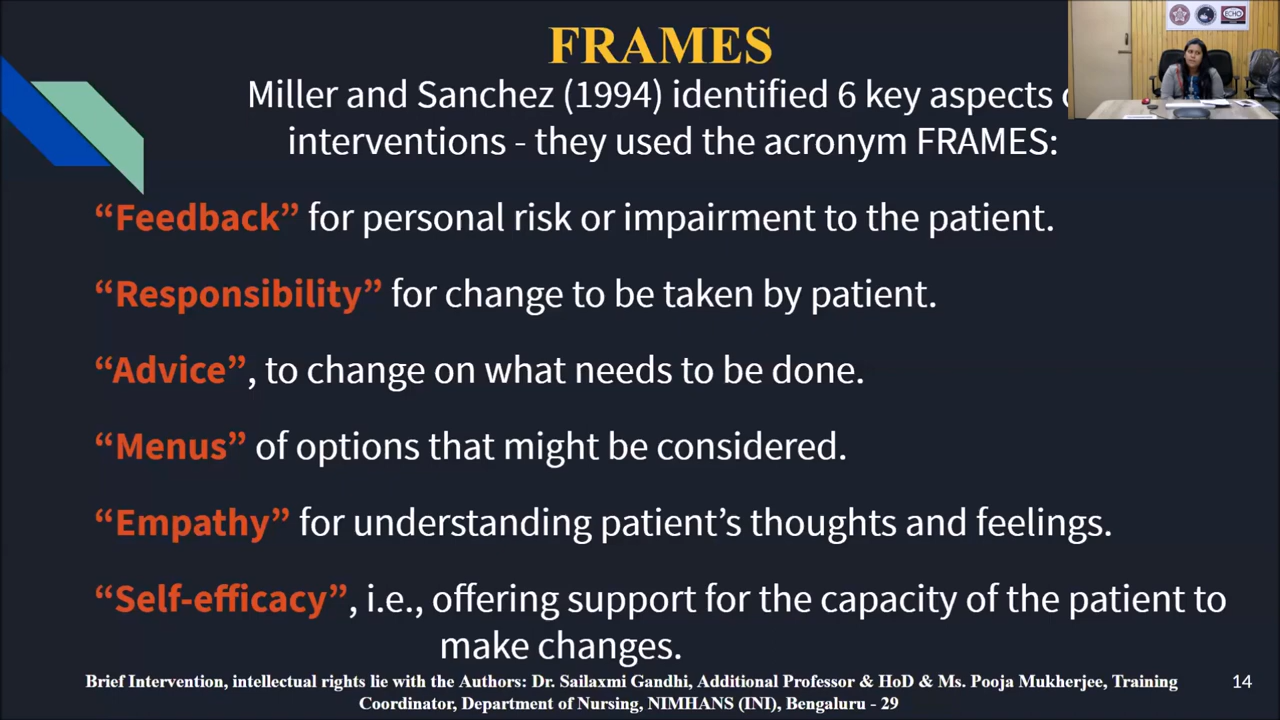 FRAMES
Miller and Sanchez (1994) identified 6 key aspects
interventions - they used the acronym FRAMES:
“Feedback” for personal risk or impairment to the patient.
“Responsibility” for change to be taken by patient.
“Advice”, to change on what needs to be done.
“Menus” of options that might be considered.
“Empathy” for understanding patient’s thoughts and feelings.
“Self-efficacy”, i.e., offering support for the capacity of the patient to
make changes.
Brief Intervention, intellectual rights lie with the Authors: Dr. Sailaxmi Gandhi, Additional Professor & HoD & Ms. Pooja Mukherjee, Training
Coordinator, Department of Nursing, NIMHANS (INI), Bengaluru - 29
14